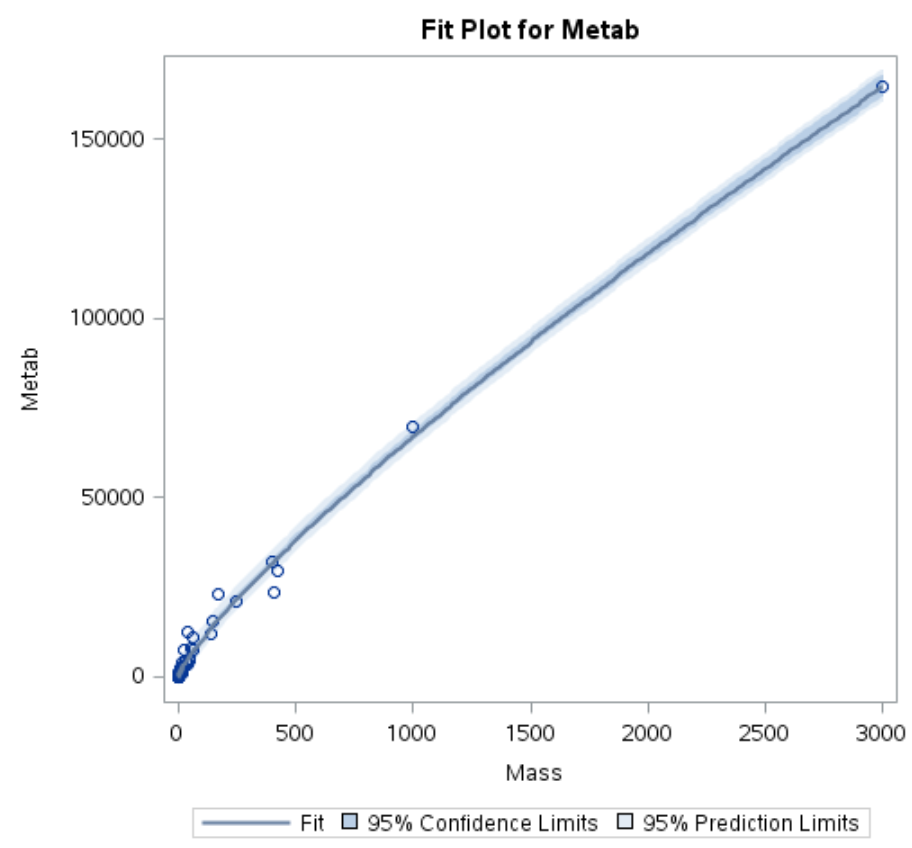 Fit Plot for Metab
150000
100000
50000
0
Metab
0 500 1000 1500 2000 2500 3000
Mass
Fit 95% Confidence Limits 95% Prediction Limits